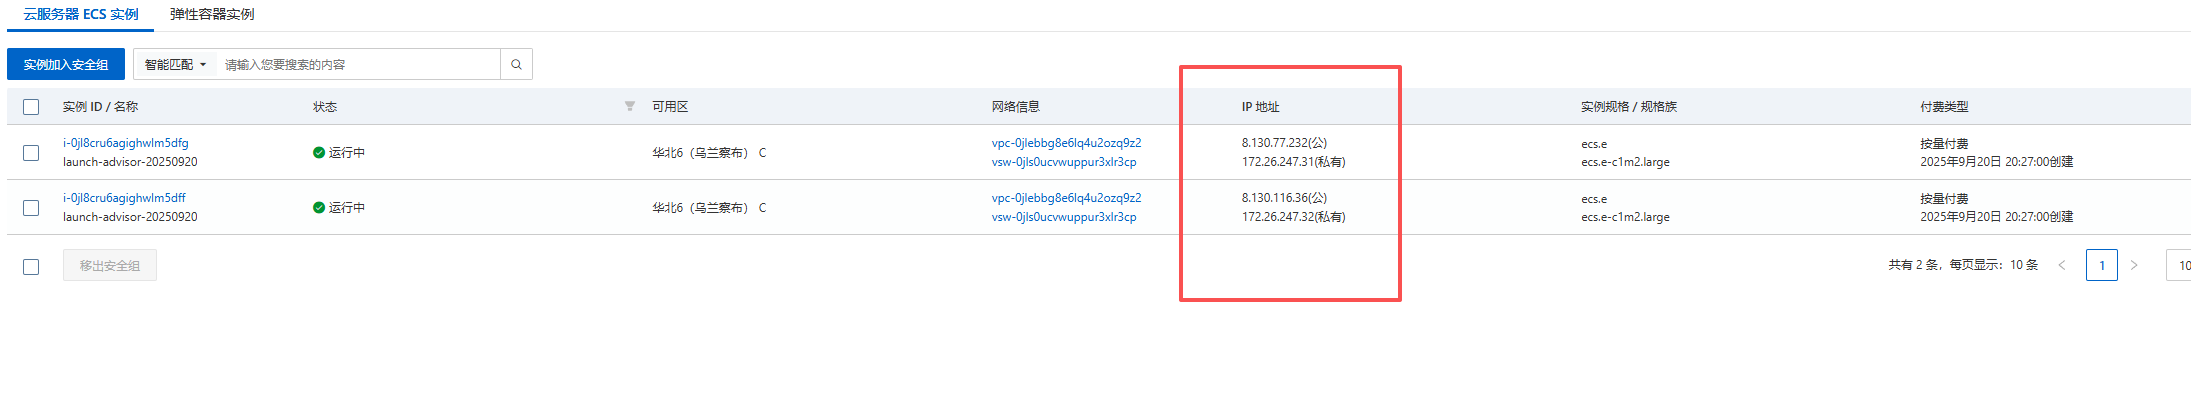 云服务器 ECS 实例 弹性容器实例
实例加入安全组 智能匹配 请输入您要搜索的内容
实例 ID / 名称 状态 可用区 网络信息 IP 地址 实例规格 / 规格族 付费类型
i-0jl8cru6agighwlm5dfg vpc-0jlebbg8e6lq4u2ozq9z2 8.130.77.232(公) ecs.e 按量付费
launch-advisor-20250920 运行中 华北6（乌兰察布） C vsw-0jls0ucvwuppur3xlr3cp 172.26.247.31(私有) ecs.e-c1m2.large 2025年9月20日 20:27:00创建
i-0jl8cru6agighwlm5dff vpc-0jlebbg8e6lq4u2ozq9z2 8.130.116.36(公) ecs.e 按量付费
launch-advisor-20250920 运行中 华北6（乌兰察布） C vsw-0jls0ucvwuppur3xlr3cp 172.26.247.32(私有) ecs.e-c1m2.large 2025年9月20日 20:27:00创建
移出安全组 共有 2 条，每页显示：10 条 1 10